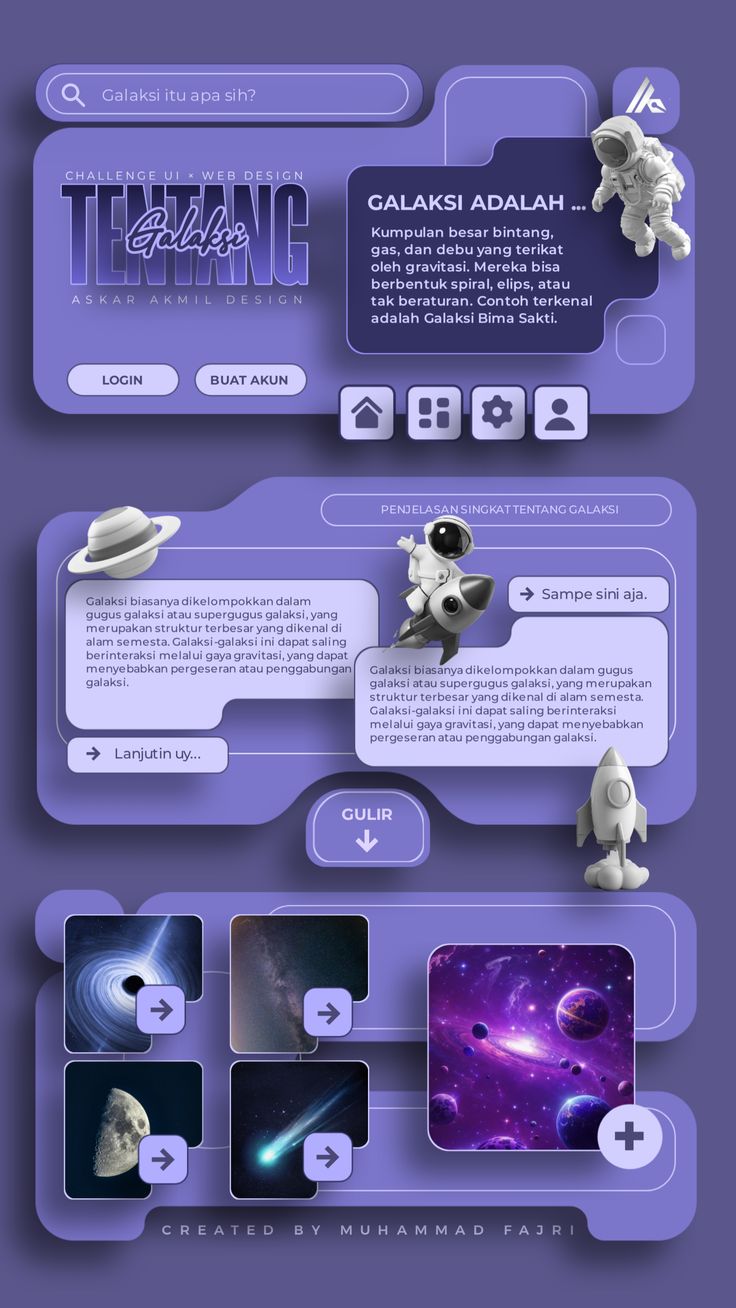 Galaksi itu apa sih?
CHALLENGE UI × WEB DESIGN
TENTANG
Galaksi
ASKAR AKMIL DESIGN
LOGIN
BUAT AKUN
GALAKSI ADALAH ...
Kumpulan besar bintang,
gas, dan debu yang terikat
oleh gravitasi. Mereka bisa
berbentuk spiral, elips, atau
tak beraturan. Contoh terkenal
adalah Galaksi Bima Sakti.
PENJELASAN SINGKAT TENTANG GALAKSI
Galaksi biasanya dikelompokkan dalam
gugus galaksi atau supergugus galaksi, yang
merupakan struktur terbesar yang dikenal di
alam semesta. Galaksi-galaksi ini dapat saling
berinteraksi melalui gaya gravitasi, yang dapat
menyebabkan pergeseran atau penggabungan
galaksi.
Lanjutin uy...
Sampe sini aja.
Galaksi biasanya dikelompokkan dalam gugus
galaksi atau supergugus galaksi, yang merupakan
struktur terbesar yang dikenal di alam semesta.
Galaksi-galaksi ini dapat saling berinteraksi
melalui gaya gravitasi, yang dapat menyebabkan
pergeseran atau penggabungan galaksi.
GULIR
CREATED BY MUHAMMAD FAJRI